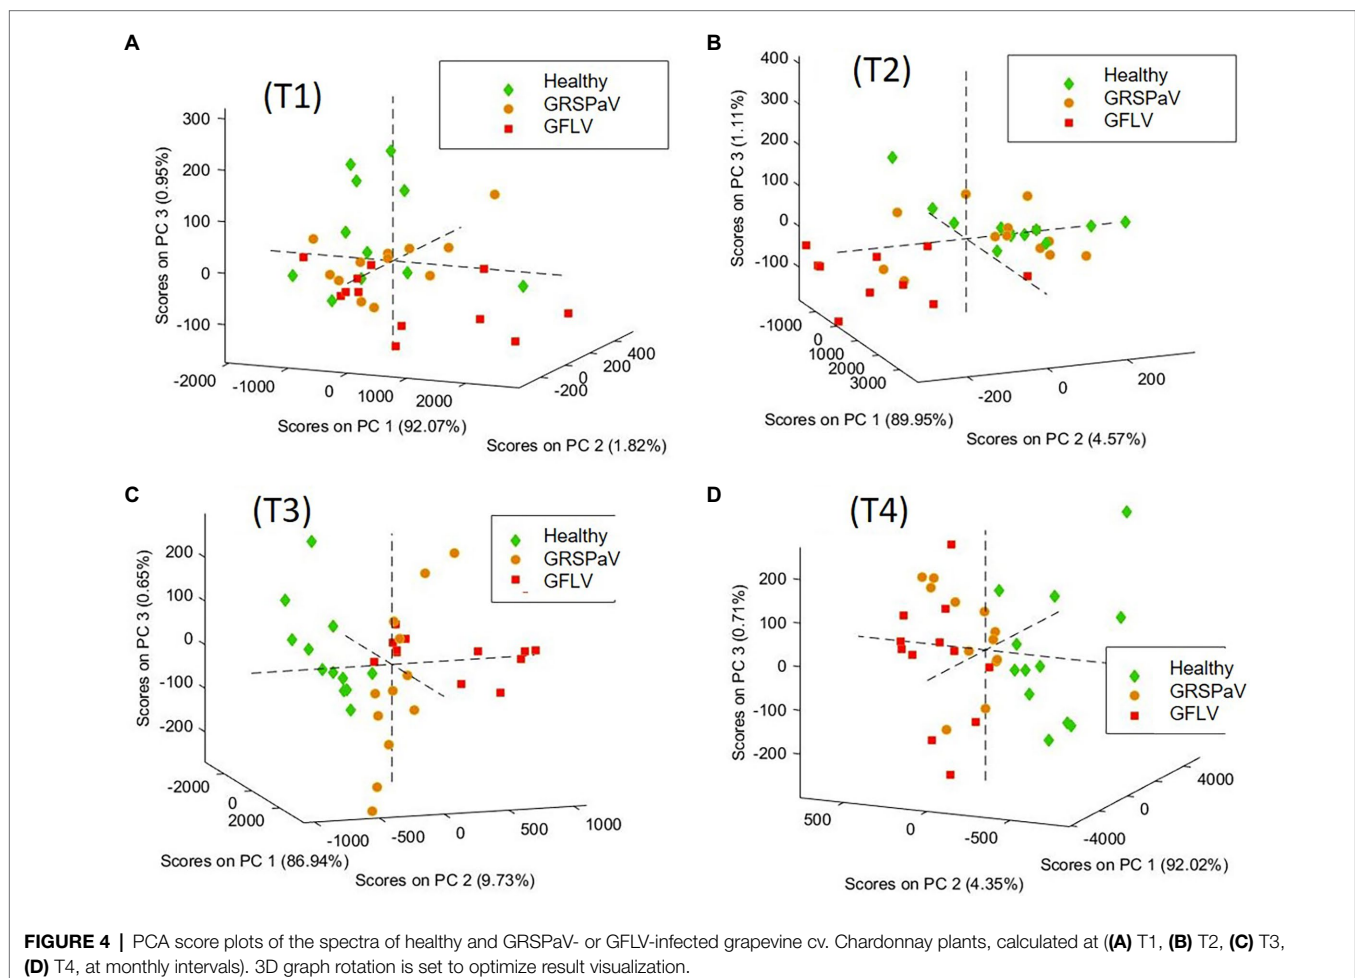 A
(T1)
Healthy
GRSPaV
GFLV
Scores on PC 3 (0.95%)
300
200
100
0
-100
-2000
-1000
0
1000
2000
-200
0
200
400
Scores on PC 1 (92.07%)
Scores on PC 2 (1.82%)
B
(T2)
Healthy
GRSPaV
GFLV
Scores on PC 3 (1.11%)
400
300
200
100
0
-100
-1000
0
1000
2000
3000
-200
0
200
Scores on PC 1 (89.95%)
Scores on PC 2 (4.57%)
C
(T3)
Healthy
GRSPaV
GFLV
Scores on PC 3 (0.65%)
200
100
0
-100
-200
-2000
0
2000
-1000
-500
0
500
1000
Scores on PC 1 (86.94%)
Scores on PC 2 (9.73%)
D
(T4)
Healthy
GRSPaV
GFLV
Scores on PC 3 (0.71%)
200
100
0
-100
-200
500
0
-500
-4000
0
4000
Scores on PC 1 (92.02%)
Scores on PC 2 (4.35%)
FIGURE 4 | PCA score plots of the spectra of healthy and GRSPaV- or GFLV-infected grapevine cv. Chardonnay plants, calculated at ((A) T1, (B) T2, (C) T3,
(D) T4, at monthly intervals). 3D graph rotation is set to optimize result visualization.